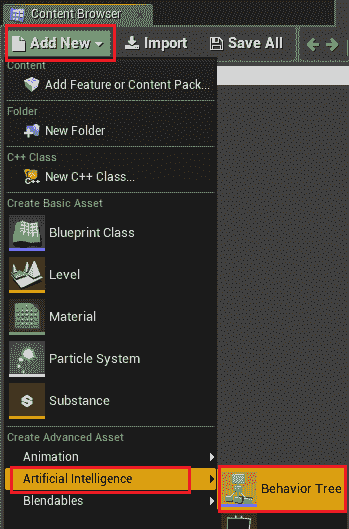 Content Browser
Add New
Import
Save All
Content
Add Feature or Content Pack...
Folder
New Folder
C++ Class
New C++ Class...
Create Basic Asset
Blueprint Class
Level
Material
Particle System
Substance
Create Advanced Asset
Animation
Artificial Intelligence
Behavior Tree
Blendables